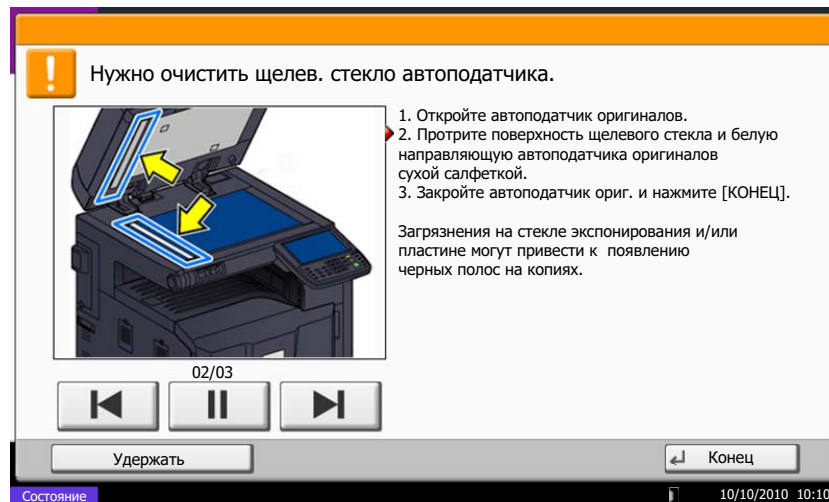 Нужно очистить щелев. стекло автоподатчика.
1. Откройте автоподатчик оригиналов.
2. Протрите поверхность щелевого стекла и белую
направляющую автоподатчика оригиналов
сухой салфеткой.
3. Закройте автоподатчик ориг. и нажмите [КОНЕЦ].
Загрязнения на стекле экспонирования и/или
пластине могут привести к появлению
черных полос на копиях.
02/03
Удержать
Конец
Состояние
10/10/2010 10:10